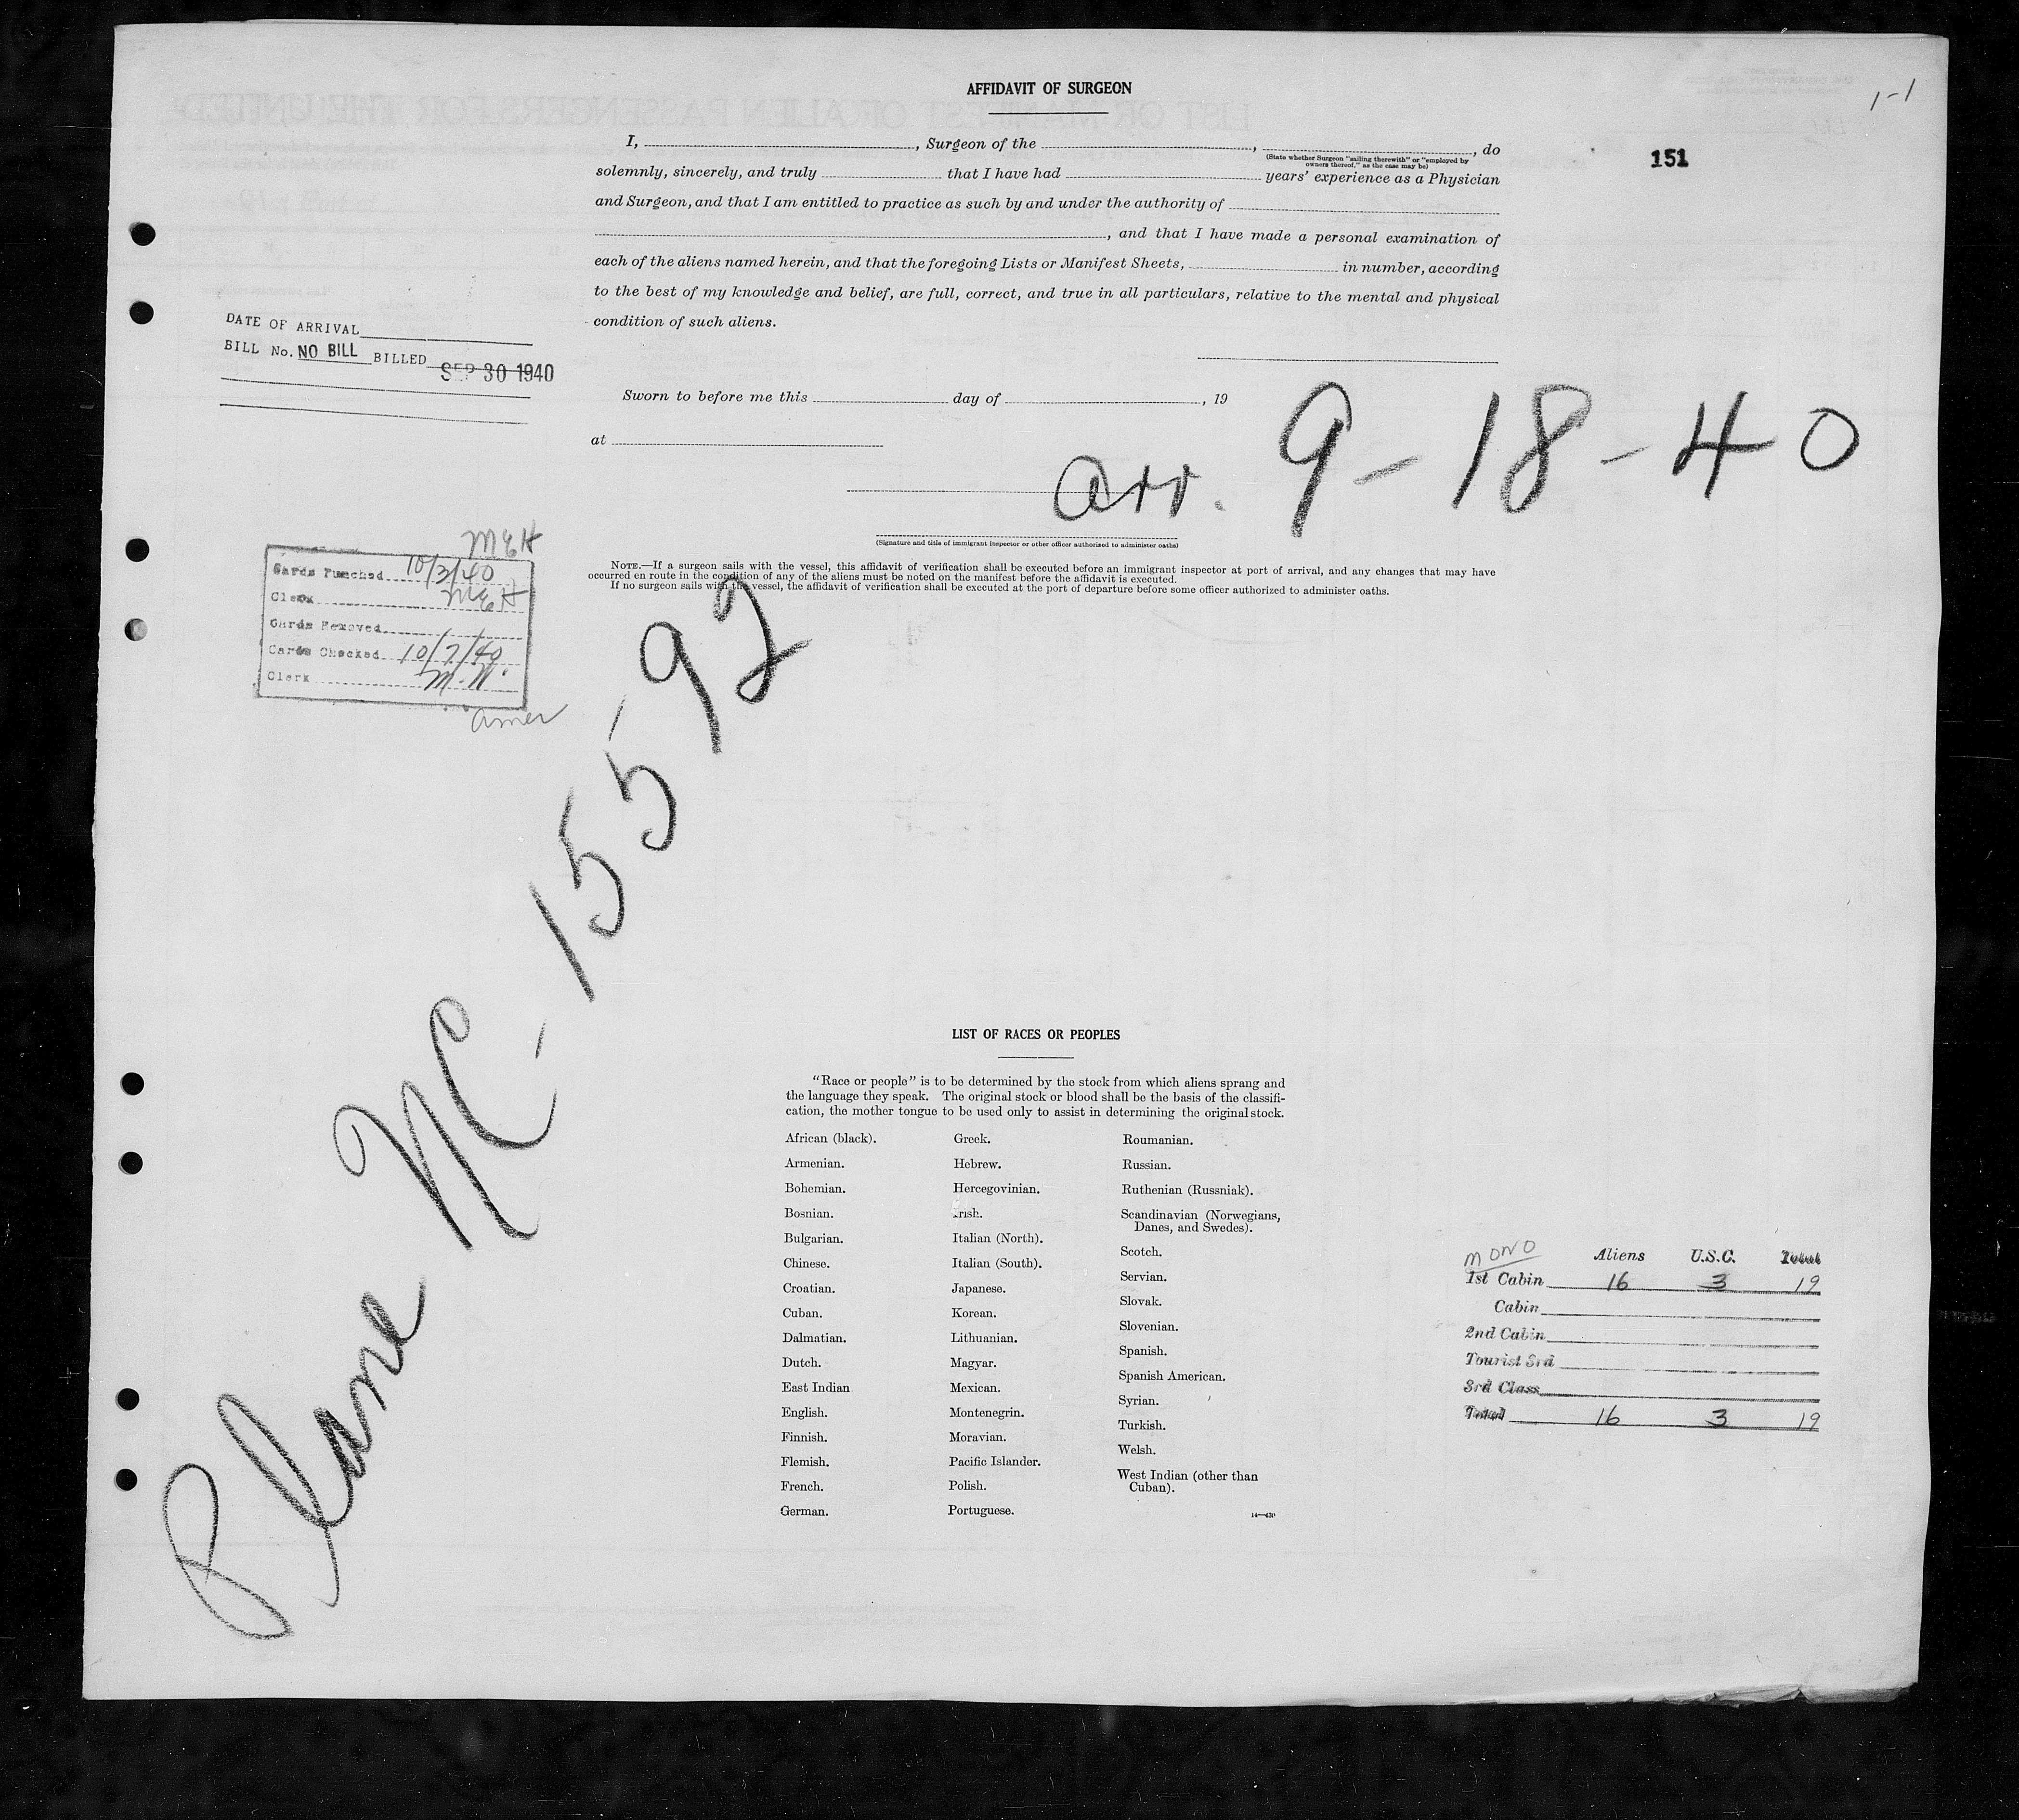 AFFIDAVIT OF SURGEON
1-1
151
I, , Surgeon of the , , do
(State whether Surgeon "sailing therewith" or "employed by
owners thereof," as the case may be)
solemnly, sincerely, and truly that I have had years' experience as a Physician
and Surgeon, and that I am entitled to practice as such by and under the authority of
, and that I have made a personal examination of
each of the aliens named herein, and that the foregoing Lists or Manifest Sheets, in number, according
to the best of my knowledge and belief, are full, correct, and true in all particulars, relative to the mental and physical
condition of such aliens.
DATE OF ARRIVAL
BILL No. NO BILL BILLED
SEP 30 1940
Sworn to before me this day of , 19
at
arr. 9-18-40
(Signature and title of immigrant inspector or other officer authorized to administer oaths)
NOTE.—If a surgeon sails with the vessel, this affidavit of verification shall be executed before an immigrant inspector at port of arrival, and any changes that may have
occurred en route in the condition of any of the aliens must be noted on the manifest before the affidavit is executed.
If no surgeon sails with the vessel, the affidavit of verification shall be executed at the port of departure before some officer authorized to administer oaths.
MEH
Cards Punched 10/3/40
Clerk MEH
Cards Removed
Cards Checked 10/7/40
Clerk M.W.
amer
Plane NC-15592
LIST OF RACES OR PEOPLES
"Race or people" is to be determined by the stock from which aliens sprang and
the language they speak. The original stock or blood shall be the basis of the classifi-
cation, the mother tongue to be used only to assist in determining the original stock.
African (black).
Armenian.
Bohemian.
Bosnian.
Bulgarian.
Chinese.
Croatian.
Cuban.
Dalmatian.
Dutch.
East Indian
English.
Finnish.
Flemish.
French.
German.
Greek.
Hebrew.
Hercegovinian.
Irish.
Italian (North).
Italian (South).
Japanese.
Korean.
Lithuanian.
Magyar.
Mexican.
Montenegrin.
Moravian.
Pacific Islander.
Polish.
Portuguese.
Roumanian.
Russian.
Ruthenian (Russniak).
Scandinavian (Norwegians,
Danes, and Swedes).
Scotch.
Servian.
Slovak.
Slovenian.
Spanish.
Spanish American.
Syrian.
Turkish.
Welsh.
West Indian (other than
Cuban).
14—430
MONO Aliens U.S.C. Total
1st Cabin 16 3 19
Cabin
2nd Cabin
Tourist 3rd
3rd Class
Total 16 3 19